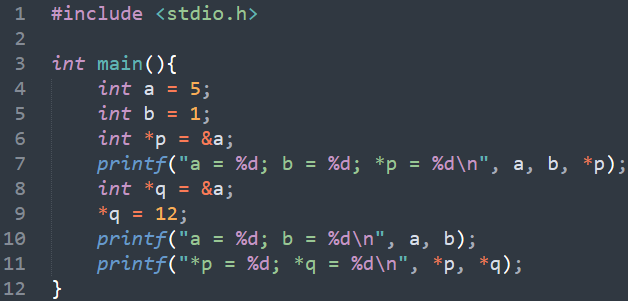 1 #include <stdio.h>
2
3 int main(){
4     int a = 5;
5     int b = 1;
6     int *p = &a;
7     printf("a = %d; b = %d; *p = %d\n", a, b, *p);
8     int *q = &a;
9     *q = 12;
10     printf("a = %d; b = %d\n", a, b);
11     printf("*p = %d; *q = %d\n", *p, *q);
12 }